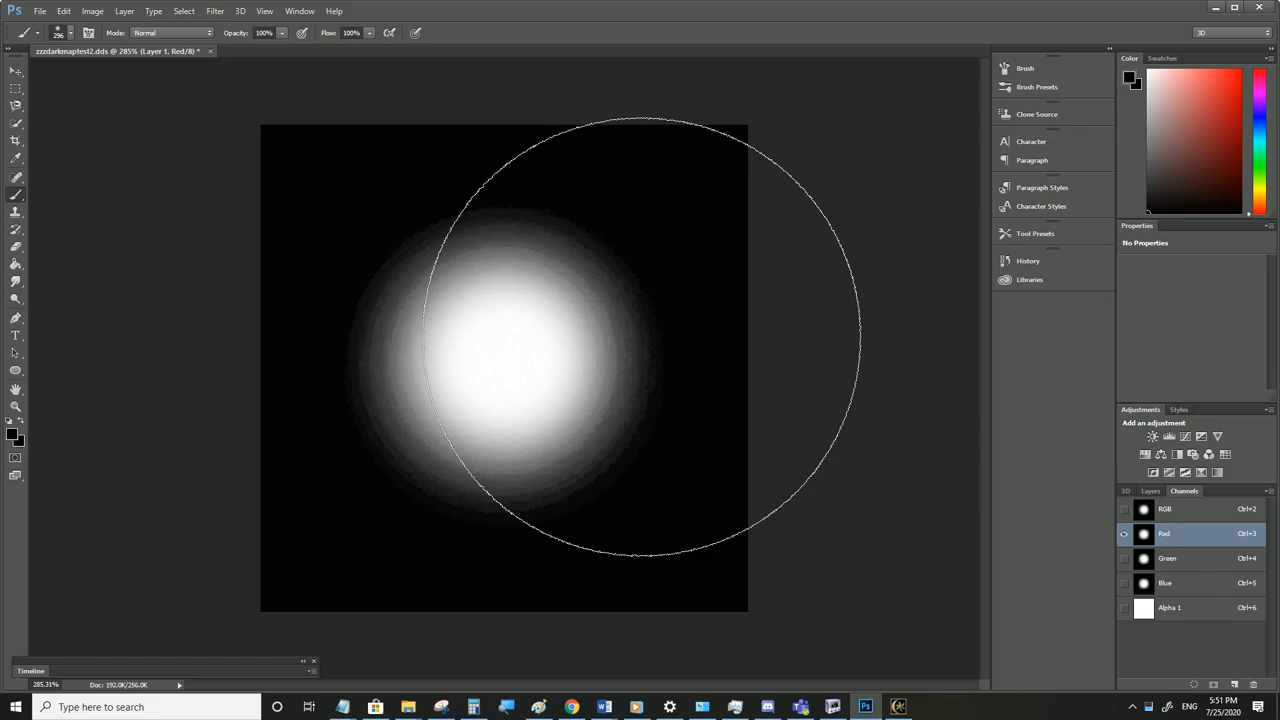 Ps File Edit Image Layer Type Select Filter 3D View Window Help
296 Mode: Normal Opacity: 100% Flow: 100% 3D
zzzdarkmaptest2.dds @ 285% (Layer 1, Red/8) * ×
Brush
Brush Presets
Clone Source
Character
Paragraph
Paragraph Styles
Character Styles
Tool Presets
History
Libraries
Color Swatches
Properties
No Properties
Adjustments Styles
Add an adjustment
3D Layers Channels
RGB Ctrl+2
Red Ctrl+3
Green Ctrl+4
Blue Ctrl+5
Alpha 1 Ctrl+6
Timeline
285.31% Doc: 192.0K/256.0K
Type here to search
Ps
ENG
5:51 PM
7/25/2020